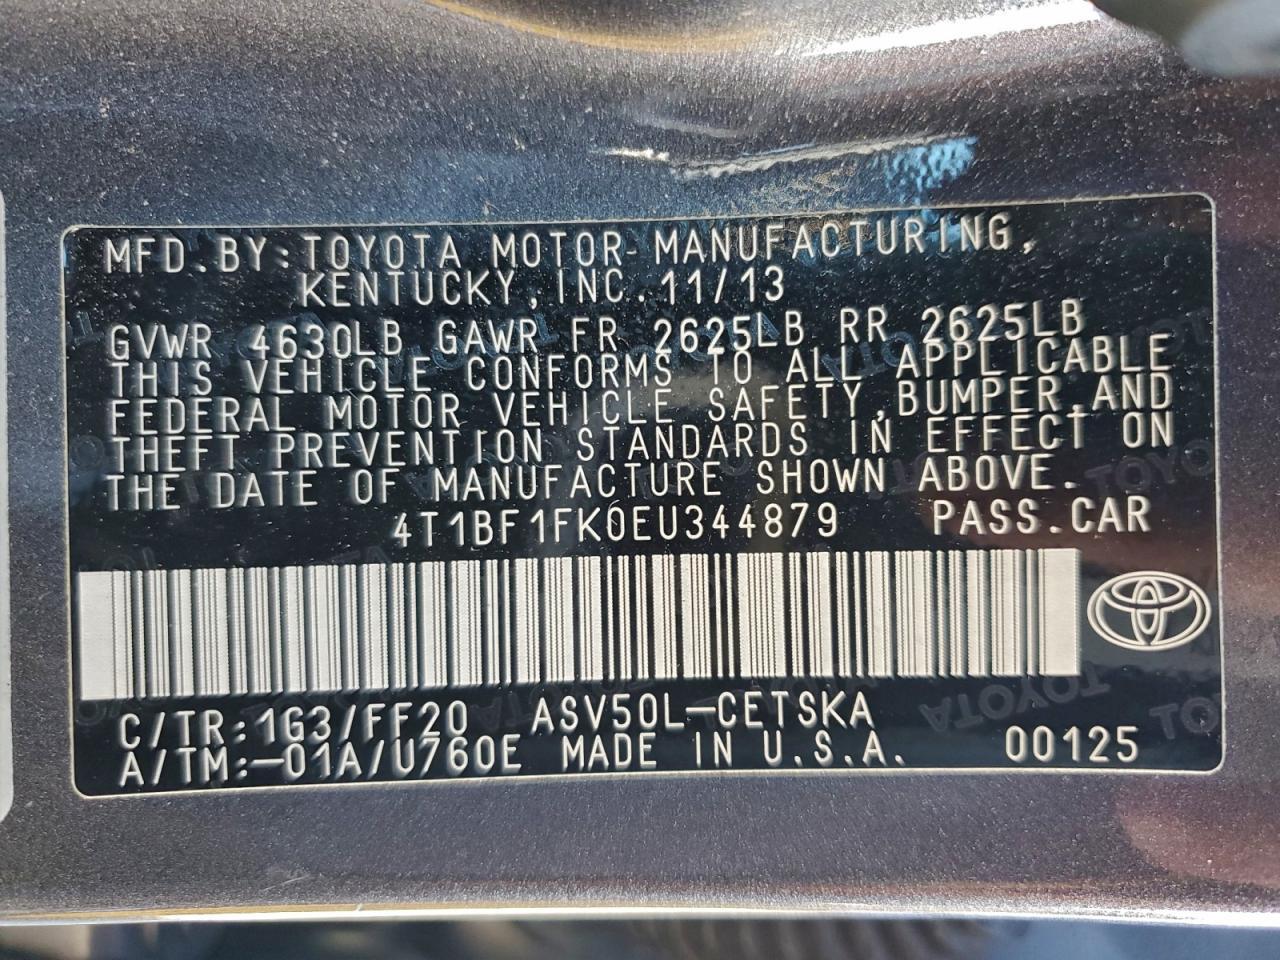 MFD.BY:TOYOTA MOTOR MANUFACTURING,
KENTUCKY,INC.11/13
GVWR 4630LB GAWR FR 2625LB RR 2625LB
THIS VEHICLE CONFORMS TO ALL APPLICABLE
FEDERAL MOTOR VEHICLE SAFETY,BUMPER,AND
THEFT PREVENTION STANDARDS IN EFFECT ON
THE DATE OF MANUFACTURE SHOWN ABOVE.
4T1BF1FK0EU344879 PASS.CAR
C/TR:1G3/FF20 ASV50L-CETSKA
A/TM:-01A/U760E MADE IN U.S.A. 00125